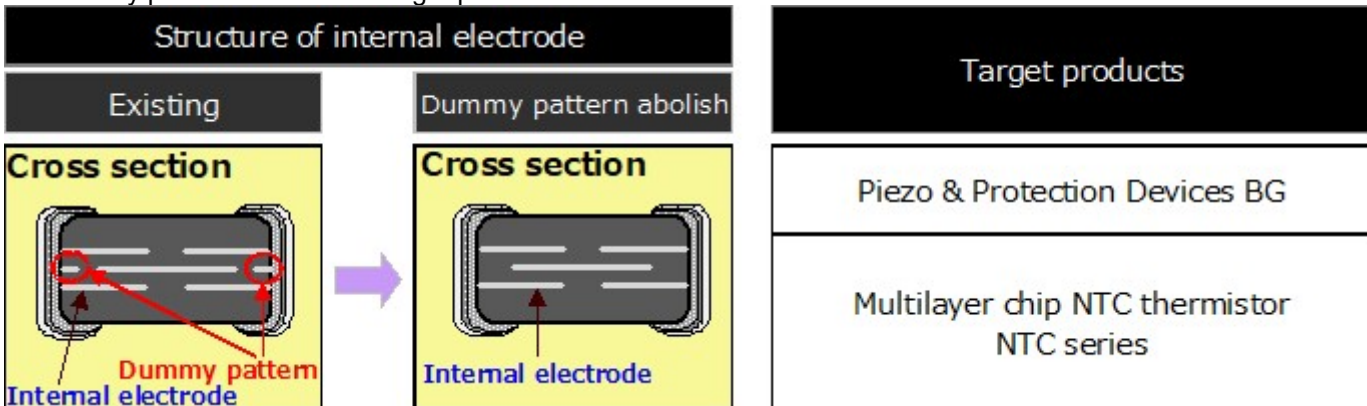 Structure of internal electrode
Existing
Dummy pattern abolish
Target products
Cross section
Dummy pattern
Internal electrode
Cross section
Internal electrode
Piezo & Protection Devices BG
Multilayer chip NTC thermistor
NTC series